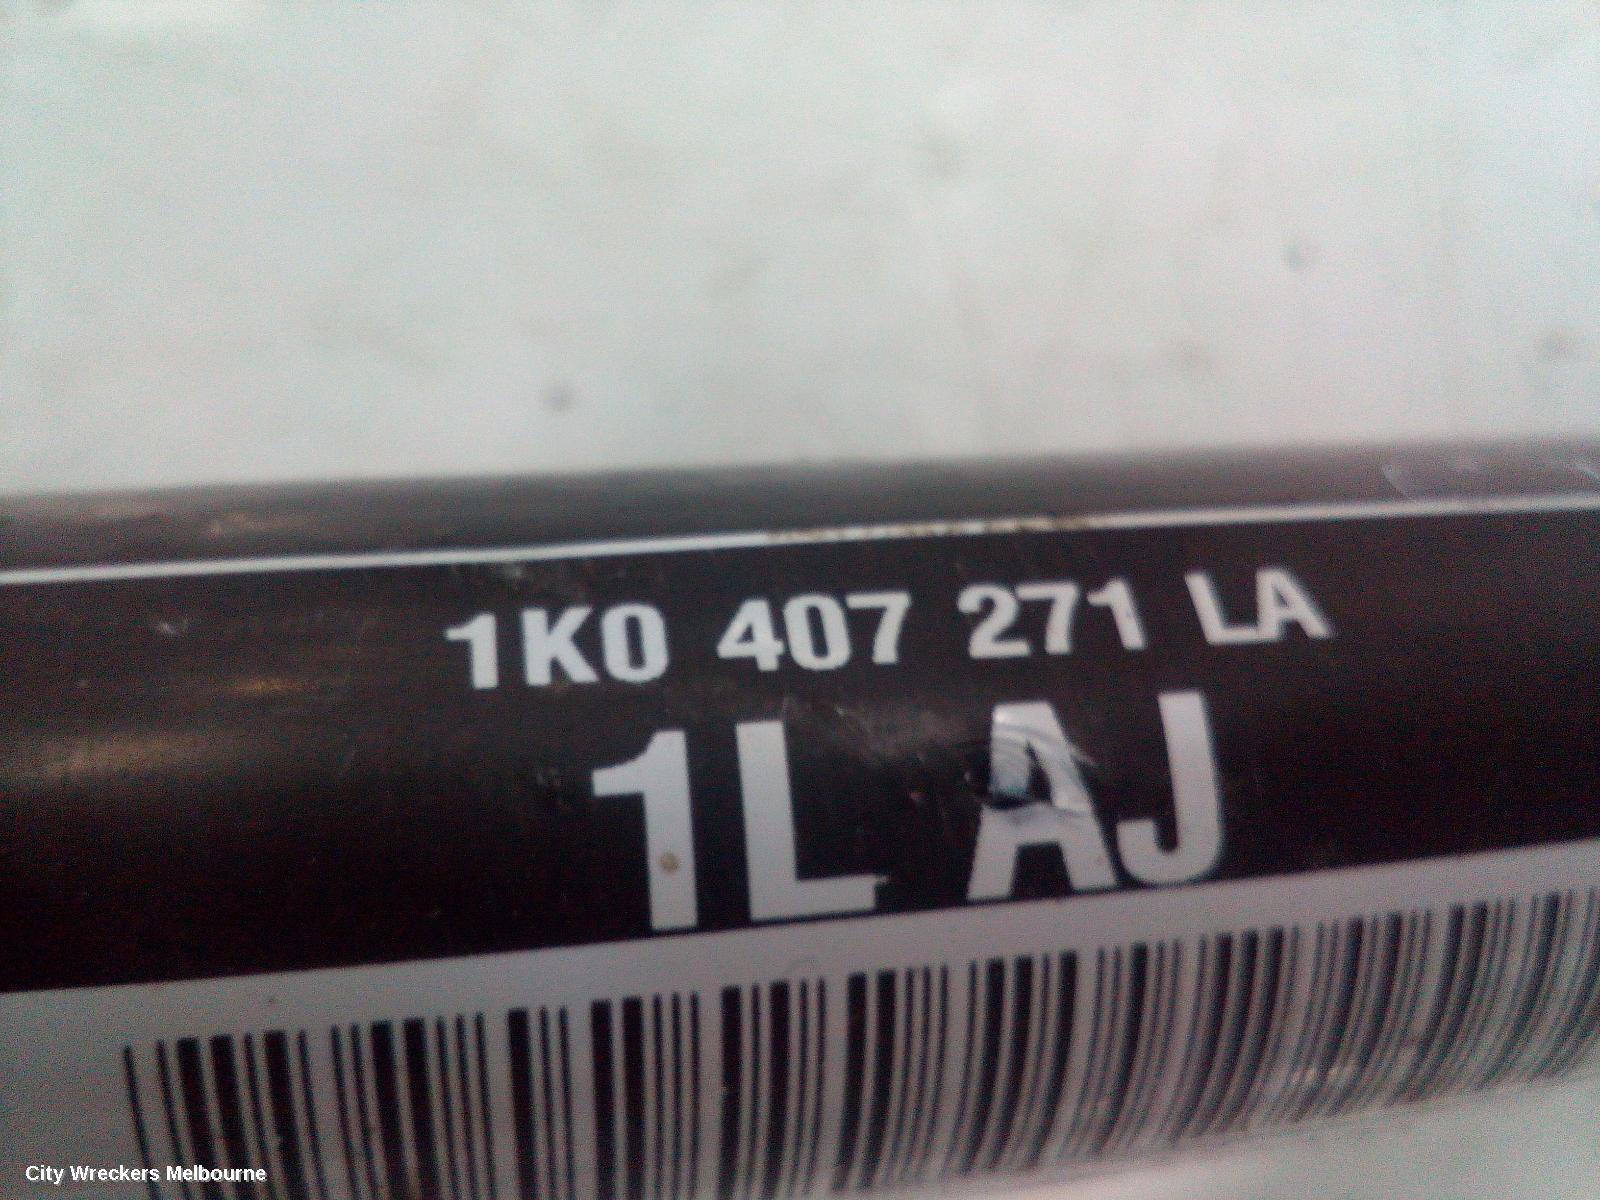 1K0 407 271 LA
1L AJ
City Wreckers Melbourne